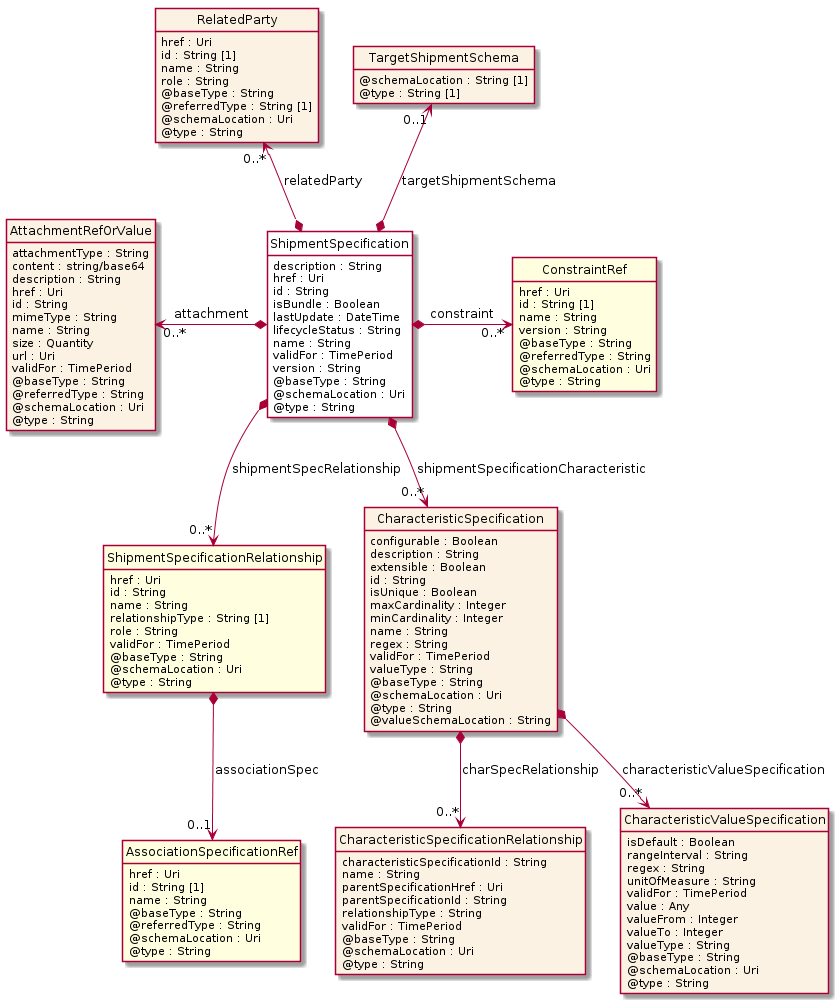 RelatedParty
href : Uri
id : String [1]
name : String
role : String
@baseType : String
@referredType : String [1]
@schemaLocation : Uri
@type : String
TargetShipmentSchema
@schemaLocation : String [1]
@type : String [1]
0..1
0..*
relatedParty
targetShipmentSchema
AttachmentRefOrValue
attachmentType : String
content : string/base64
description : String
href : Uri
id : String
mimeType : String
name : String
size : Quantity
url : Uri
validFor : TimePeriod
@baseType : String
@referredType : String
@schemaLocation : Uri
@type : String
attachment
0..*
ShipmentSpecification
description : String
href : Uri
id : String
isBundle : Boolean
lastUpdate : DateTime
lifecycleStatus : String
name : String
validFor : TimePeriod
version : String
@baseType : String
@schemaLocation : Uri
@type : String
constraint
0..*
ConstraintRef
href : Uri
id : String [1]
name : String
version : String
@baseType : String
@referredType : String
@schemaLocation : Uri
@type : String
shipmentSpecRelationship
0..*
shipmentSpecificationCharacteristic
0..*
ShipmentSpecificationRelationship
href : Uri
id : String
name : String
relationshipType : String [1]
role : String
validFor : TimePeriod
@baseType : String
@schemaLocation : Uri
@type : String
CharacteristicSpecification
configurable : Boolean
description : String
extensible : Boolean
id : String
isUnique : Boolean
maxCardinality : Integer
minCardinality : Integer
name : String
regex : String
validFor : TimePeriod
valueType : String
@baseType : String
@schemaLocation : Uri
@type : String
@valueSchemaLocation : String
associationSpec
0..1
charSpecRelationship
0..*
characteristicValueSpecification
0..*
AssociationSpecificationRef
href : Uri
id : String [1]
name : String
@baseType : String
@referredType : String
@schemaLocation : Uri
@type : String
CharacteristicSpecificationRelationship
characteristicSpecificationId : String
name : String
parentSpecificationHref : Uri
parentSpecificationId : String
relationshipType : String
validFor : TimePeriod
@baseType : String
@schemaLocation : Uri
@type : String
CharacteristicValueSpecification
isDefault : Boolean
rangeInterval : String
regex : String
unitOfMeasure : String
validFor : TimePeriod
value : Any
valueFrom : Integer
valueTo : Integer
valueType : String
@baseType : String
@schemaLocation : Uri
@type : String